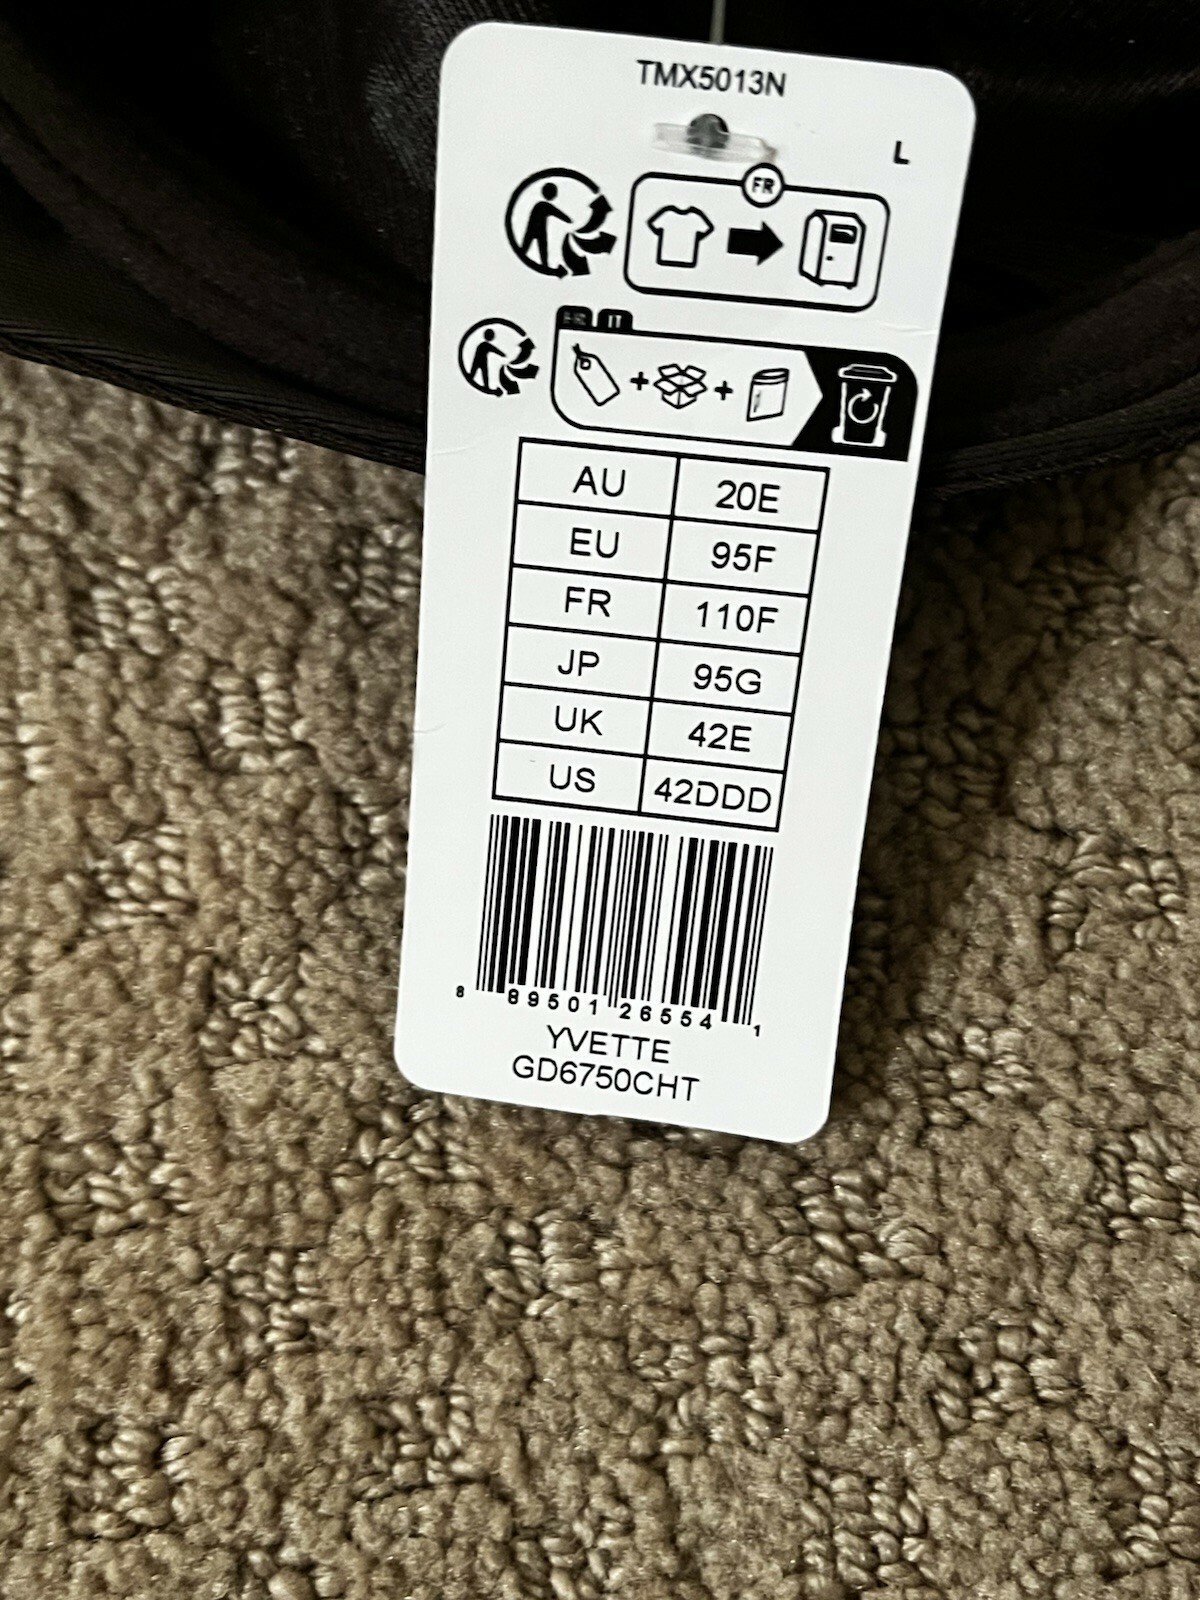 TMX5013N
L
FR
FR IT
AU 20E
EU 95F
FR 110F
JP 95G
UK 42E
US 42DDD
8 89501 26554 1
YVETTE
GD6750CHT